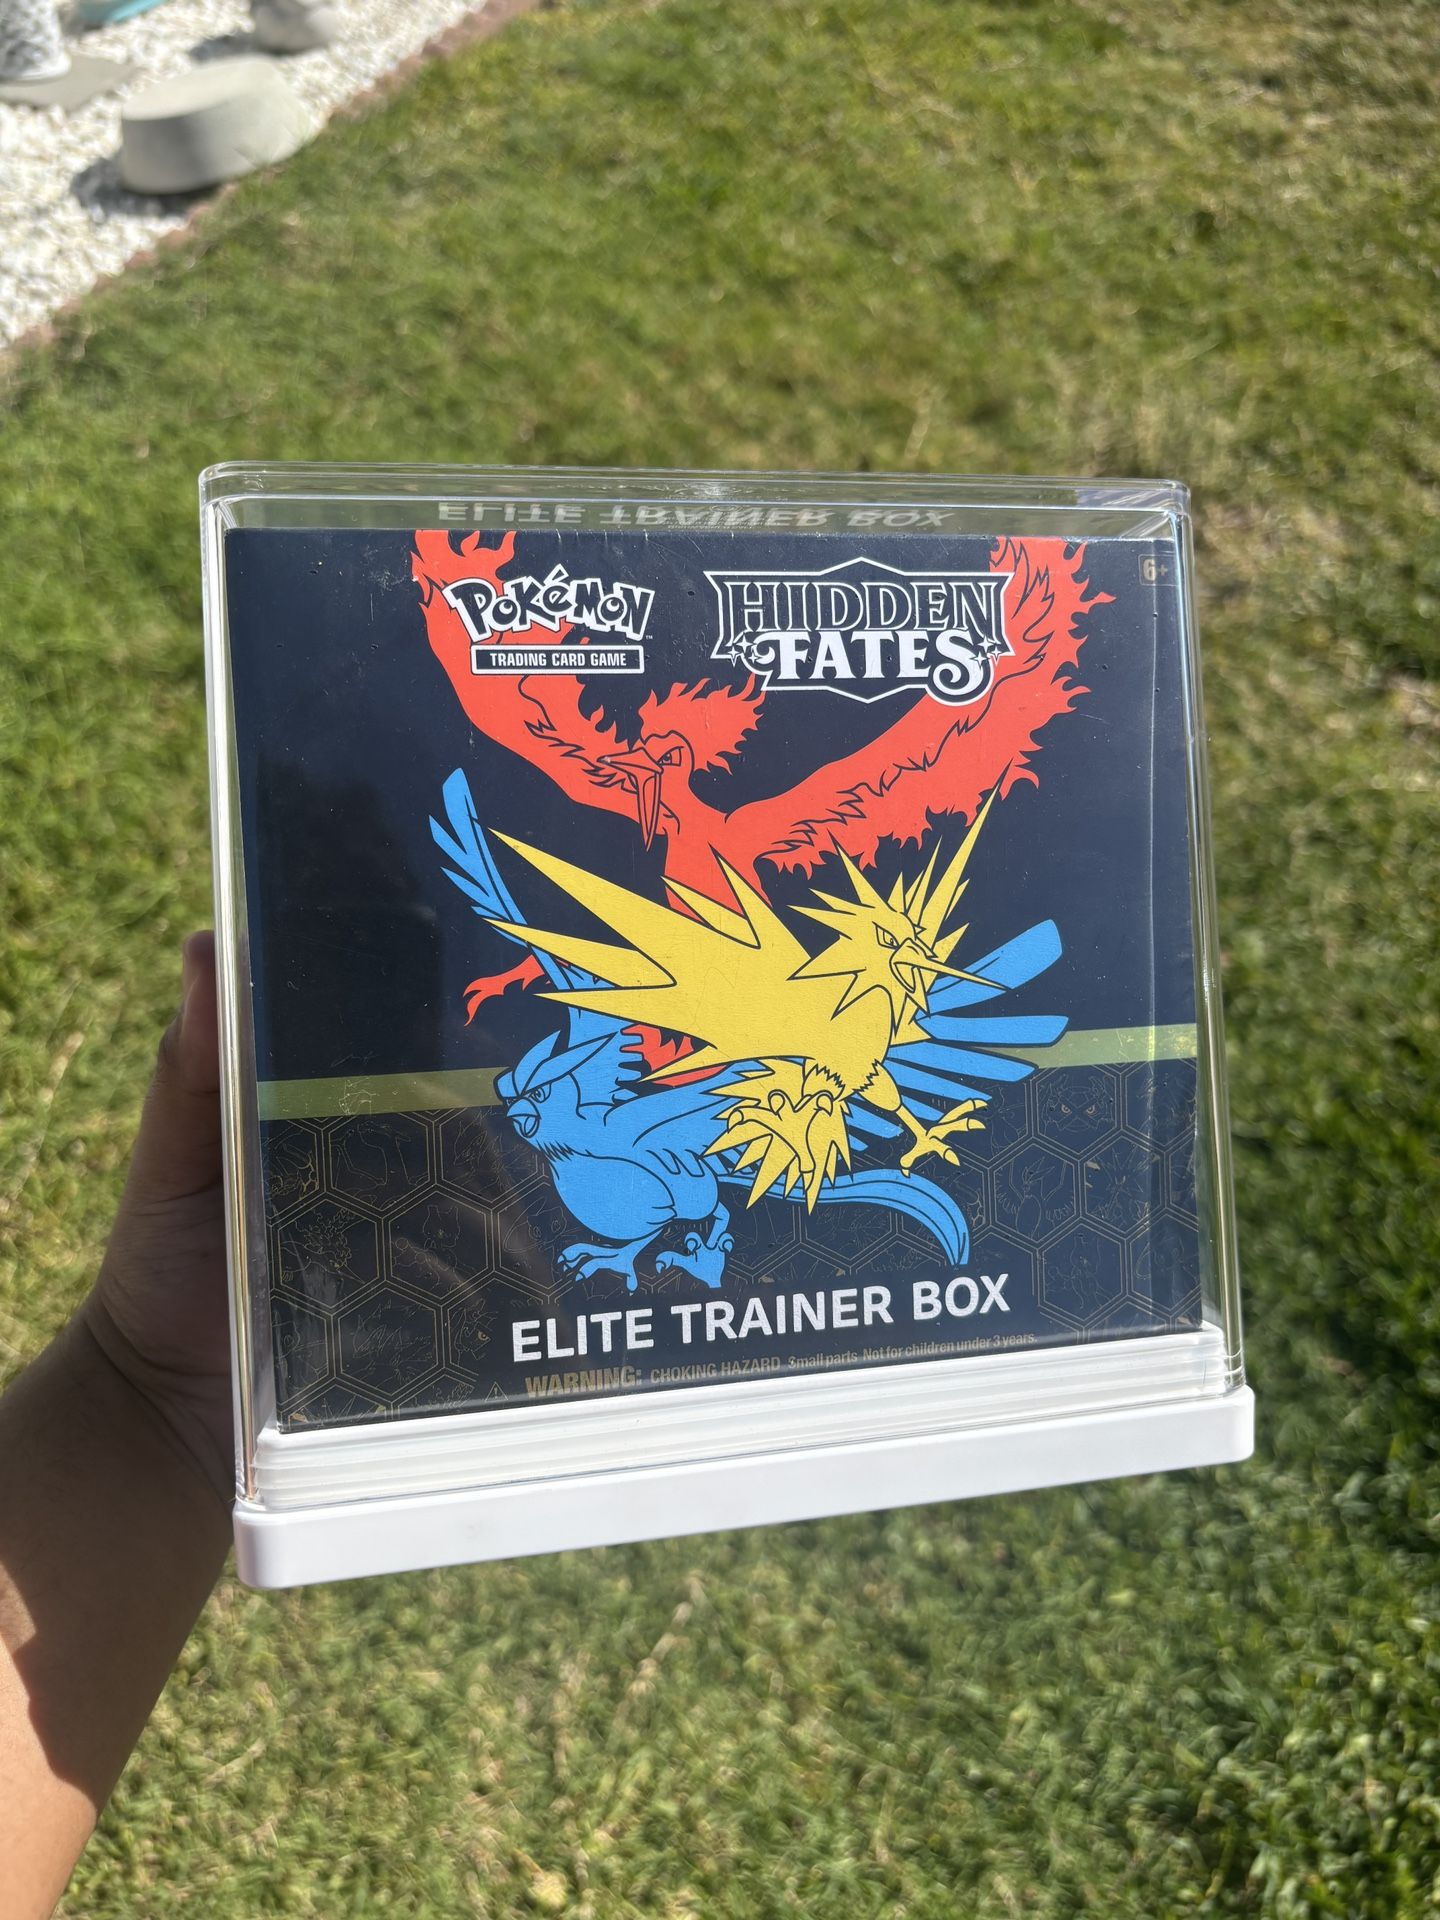 ELITE TRAINER BOX
6+
POKéMON™
TRADING CARD GAME
HIDDEN
FATES
ELITE TRAINER BOX
WARNING: CHOKING HAZARD Small parts Not for children under 3 years.